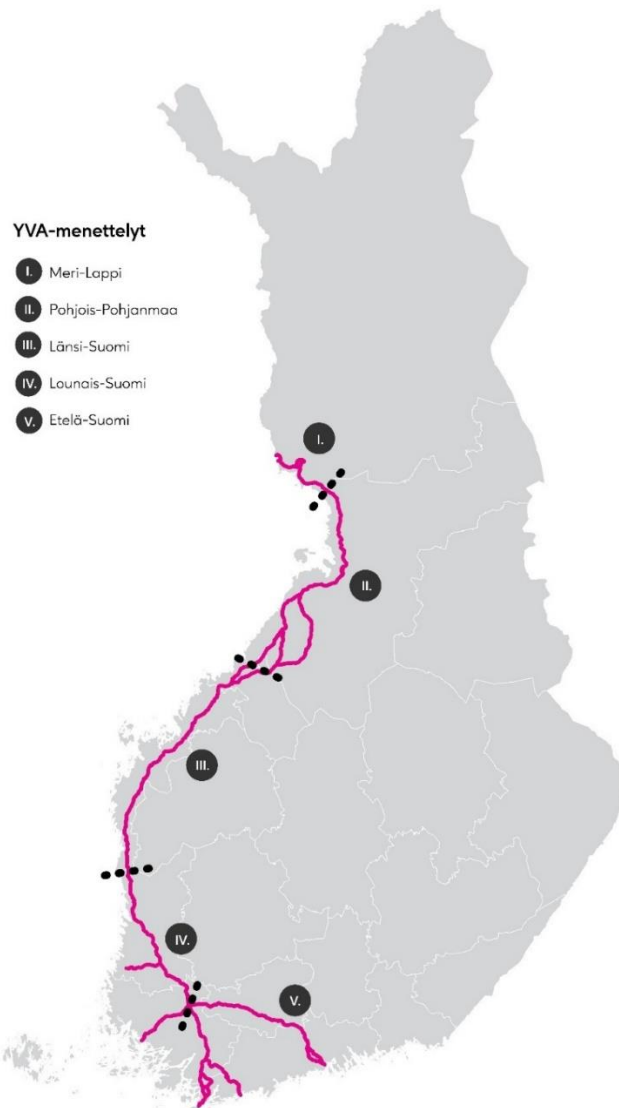 YVA-menettelyt
I. Meri-Lappi
II. Pohjois-Pohjanmaa
III. Länsi-Suomi
IV. Lounais-Suomi
V. Etelä-Suomi
I.
II.
III.
IV.
V.